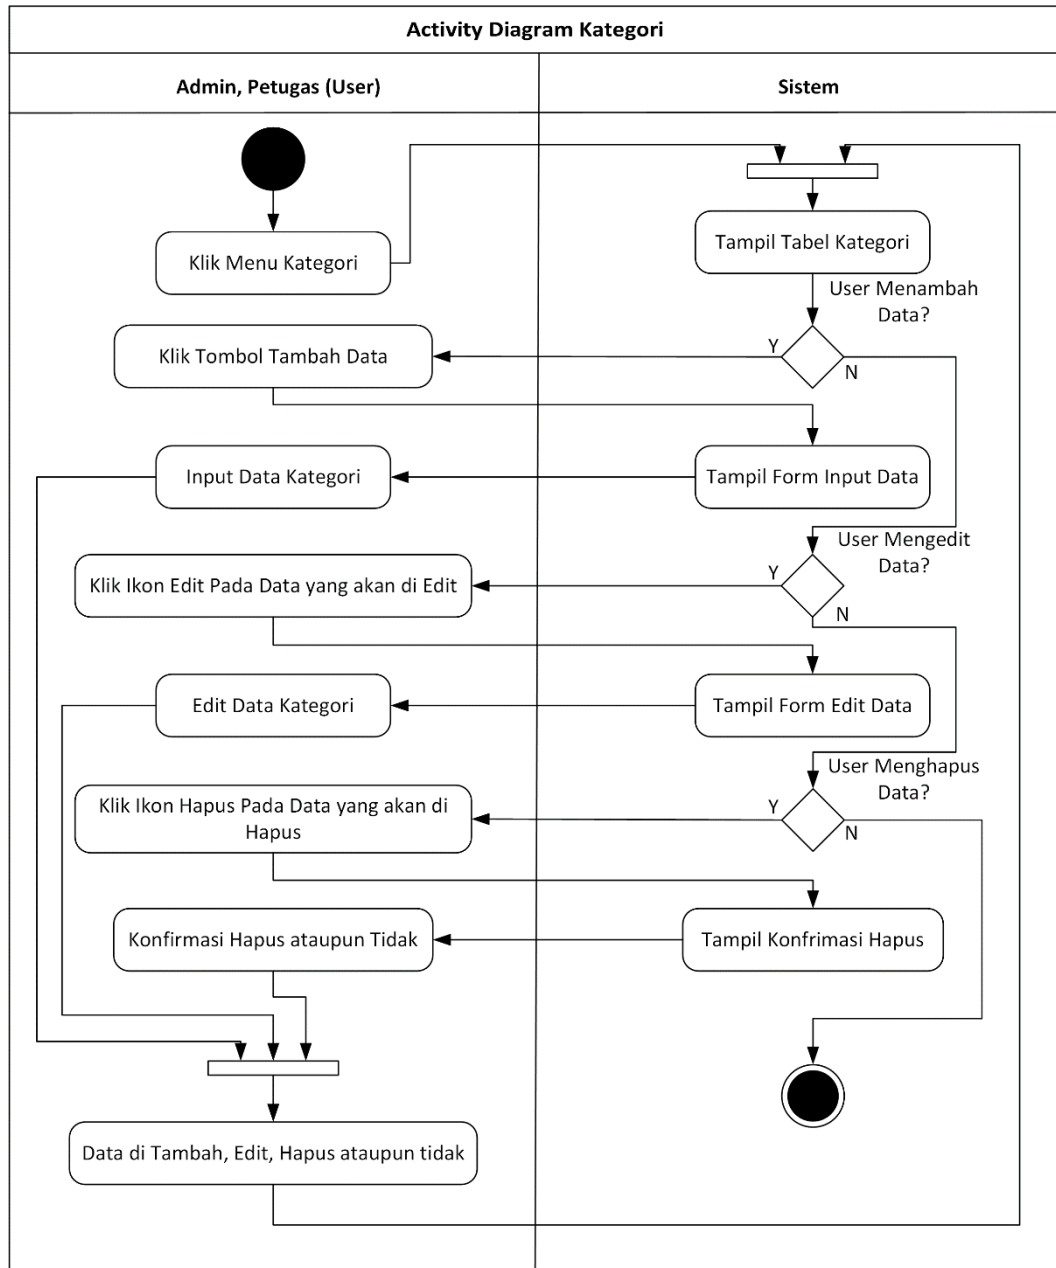 Activity Diagram Kategori
Admin, Petugas (User)
Sistem
Klik Menu Kategori
Tampil Tabel Kategori
User Menambah
Data?
Klik Tombol Tambah Data
Y
N
Input Data Kategori
Tampil Form Input Data
User Mengedit
Data?
Klik Ikon Edit Pada Data yang akan di Edit
Y
N
Edit Data Kategori
Tampil Form Edit Data
User Menghapus
Data?
Klik Ikon Hapus Pada Data yang akan di
Hapus
Y
N
Konfirmasi Hapus ataupun Tidak
Tampil Konfrimasi Hapus
Data di Tambah, Edit, Hapus ataupun tidak